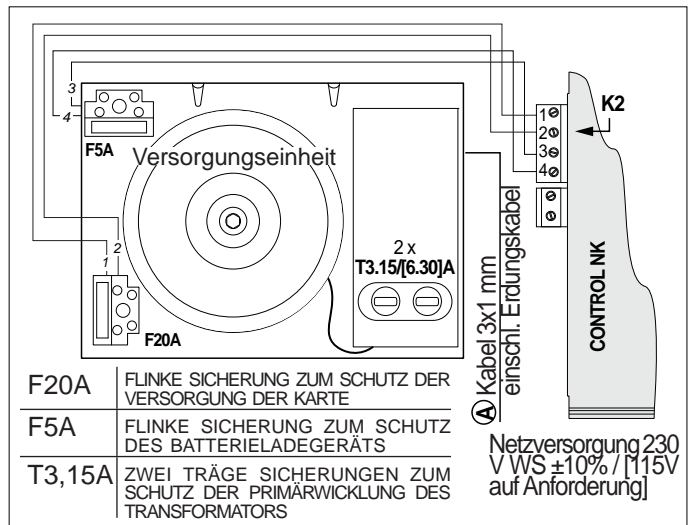 3
4
F5A
Versorgungseinheit
1
2
3
4
K2
2 x
T3.15/[6.30]A
1
2
F20A
CONTROL NK
A Kabel 3x1 mm
einschl. Erdungskabel
F20A FLINKE SICHERUNG ZUM SCHUTZ DER
VERSORGUNG DER KARTE
F5A FLINKE SICHERUNG ZUM SCHUTZ
DES BATTERIELADEGERÄTS
T3,15A ZWEI TRÄGE SICHERUNGEN ZUM
SCHUTZ DER PRIMÄRWICKLUNG DES
TRANSFORMATORS
Netzversorgung 230
V WS ±10% / [115V
auf Anforderung]